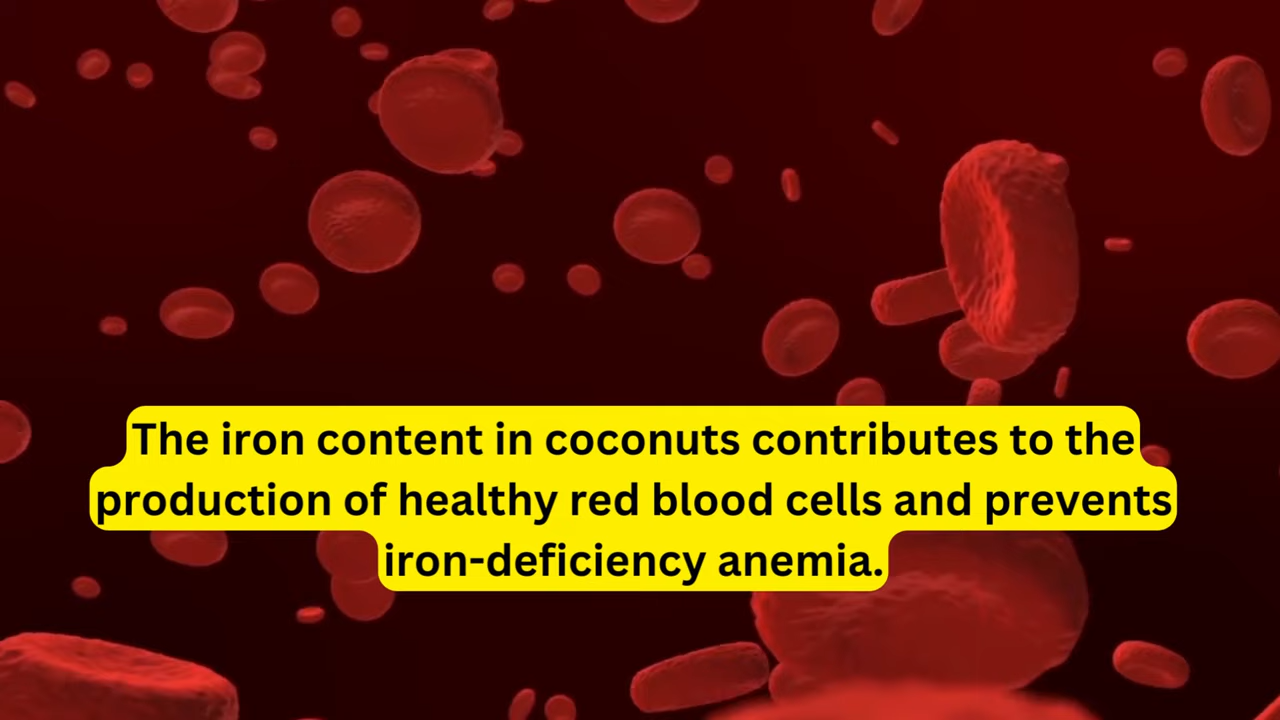 The iron content in coconuts contributes to the
production of healthy red blood cells and prevents
iron-deficiency anemia.